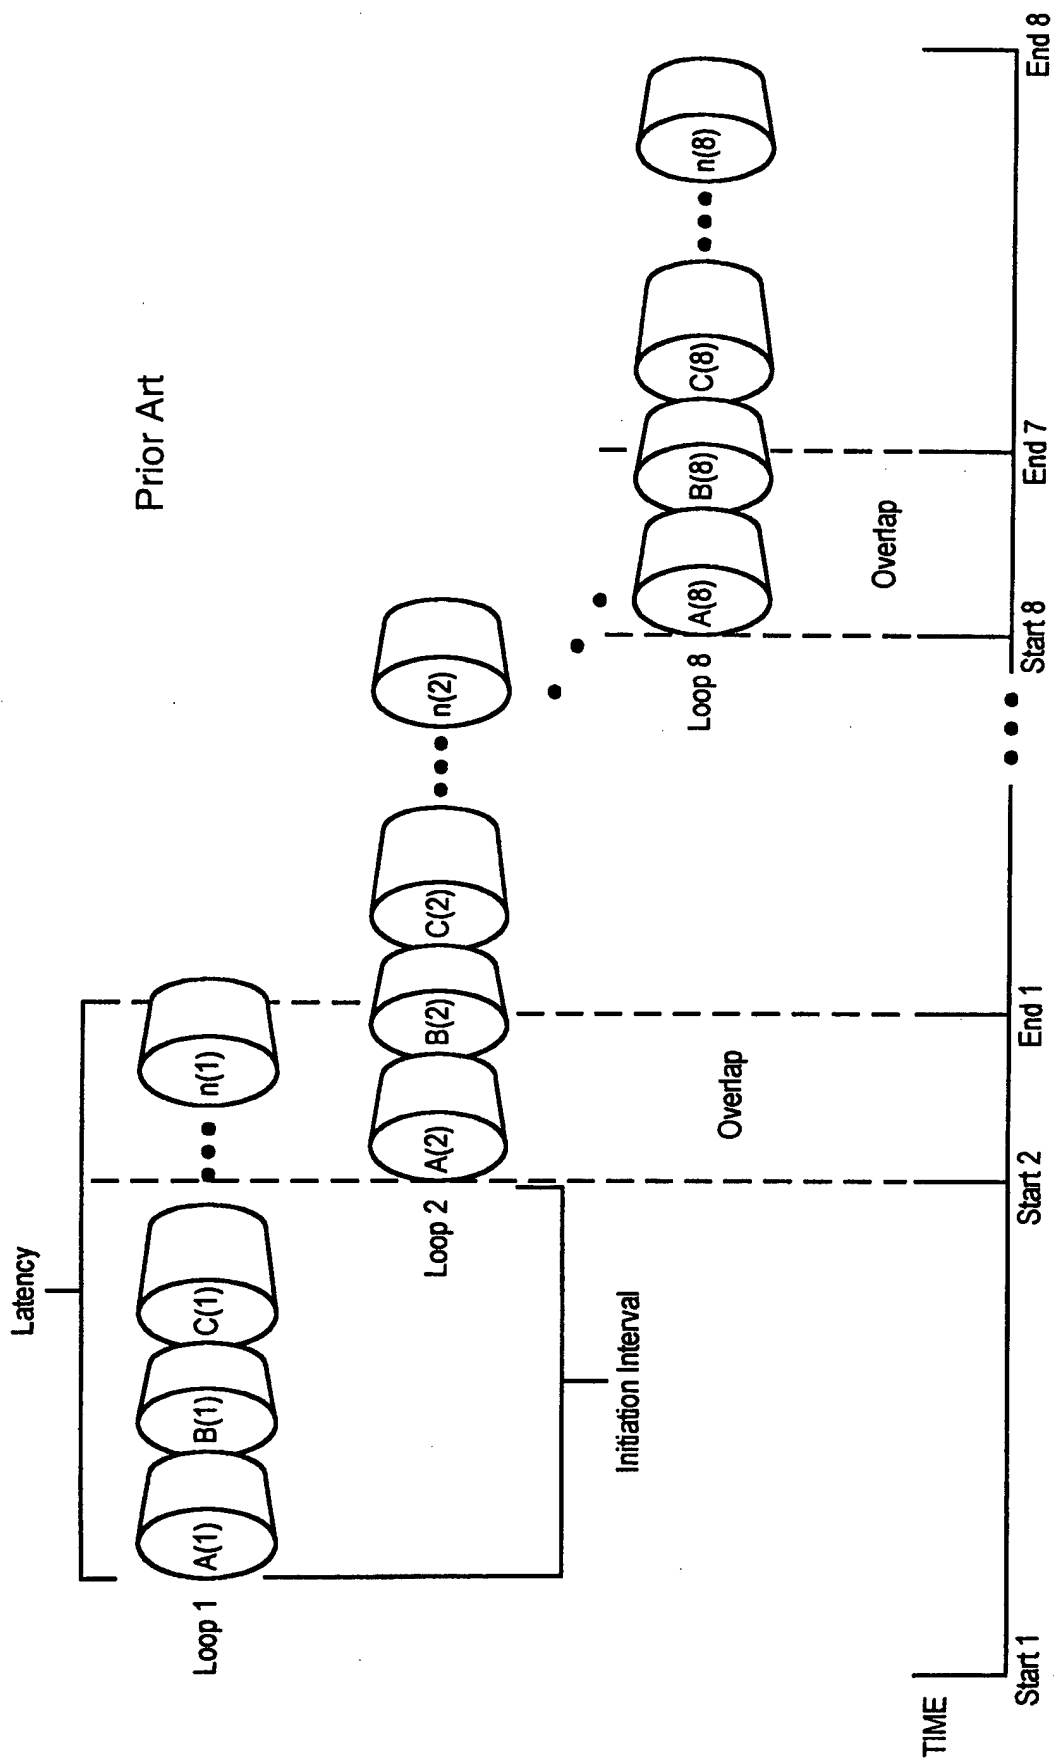 Prior Art
Latency
Loop 1
A(1)
B(1)
C(1)
n(1)
Loop 2
A(2)
B(2)
C(2)
n(2)
Initiation Interval
Loop 8
A(8)
B(8)
C(8)
n(8)
Overlap
Overlap
TIME
Start 1
Start 2
End 1
Start 8
End 7
End 8